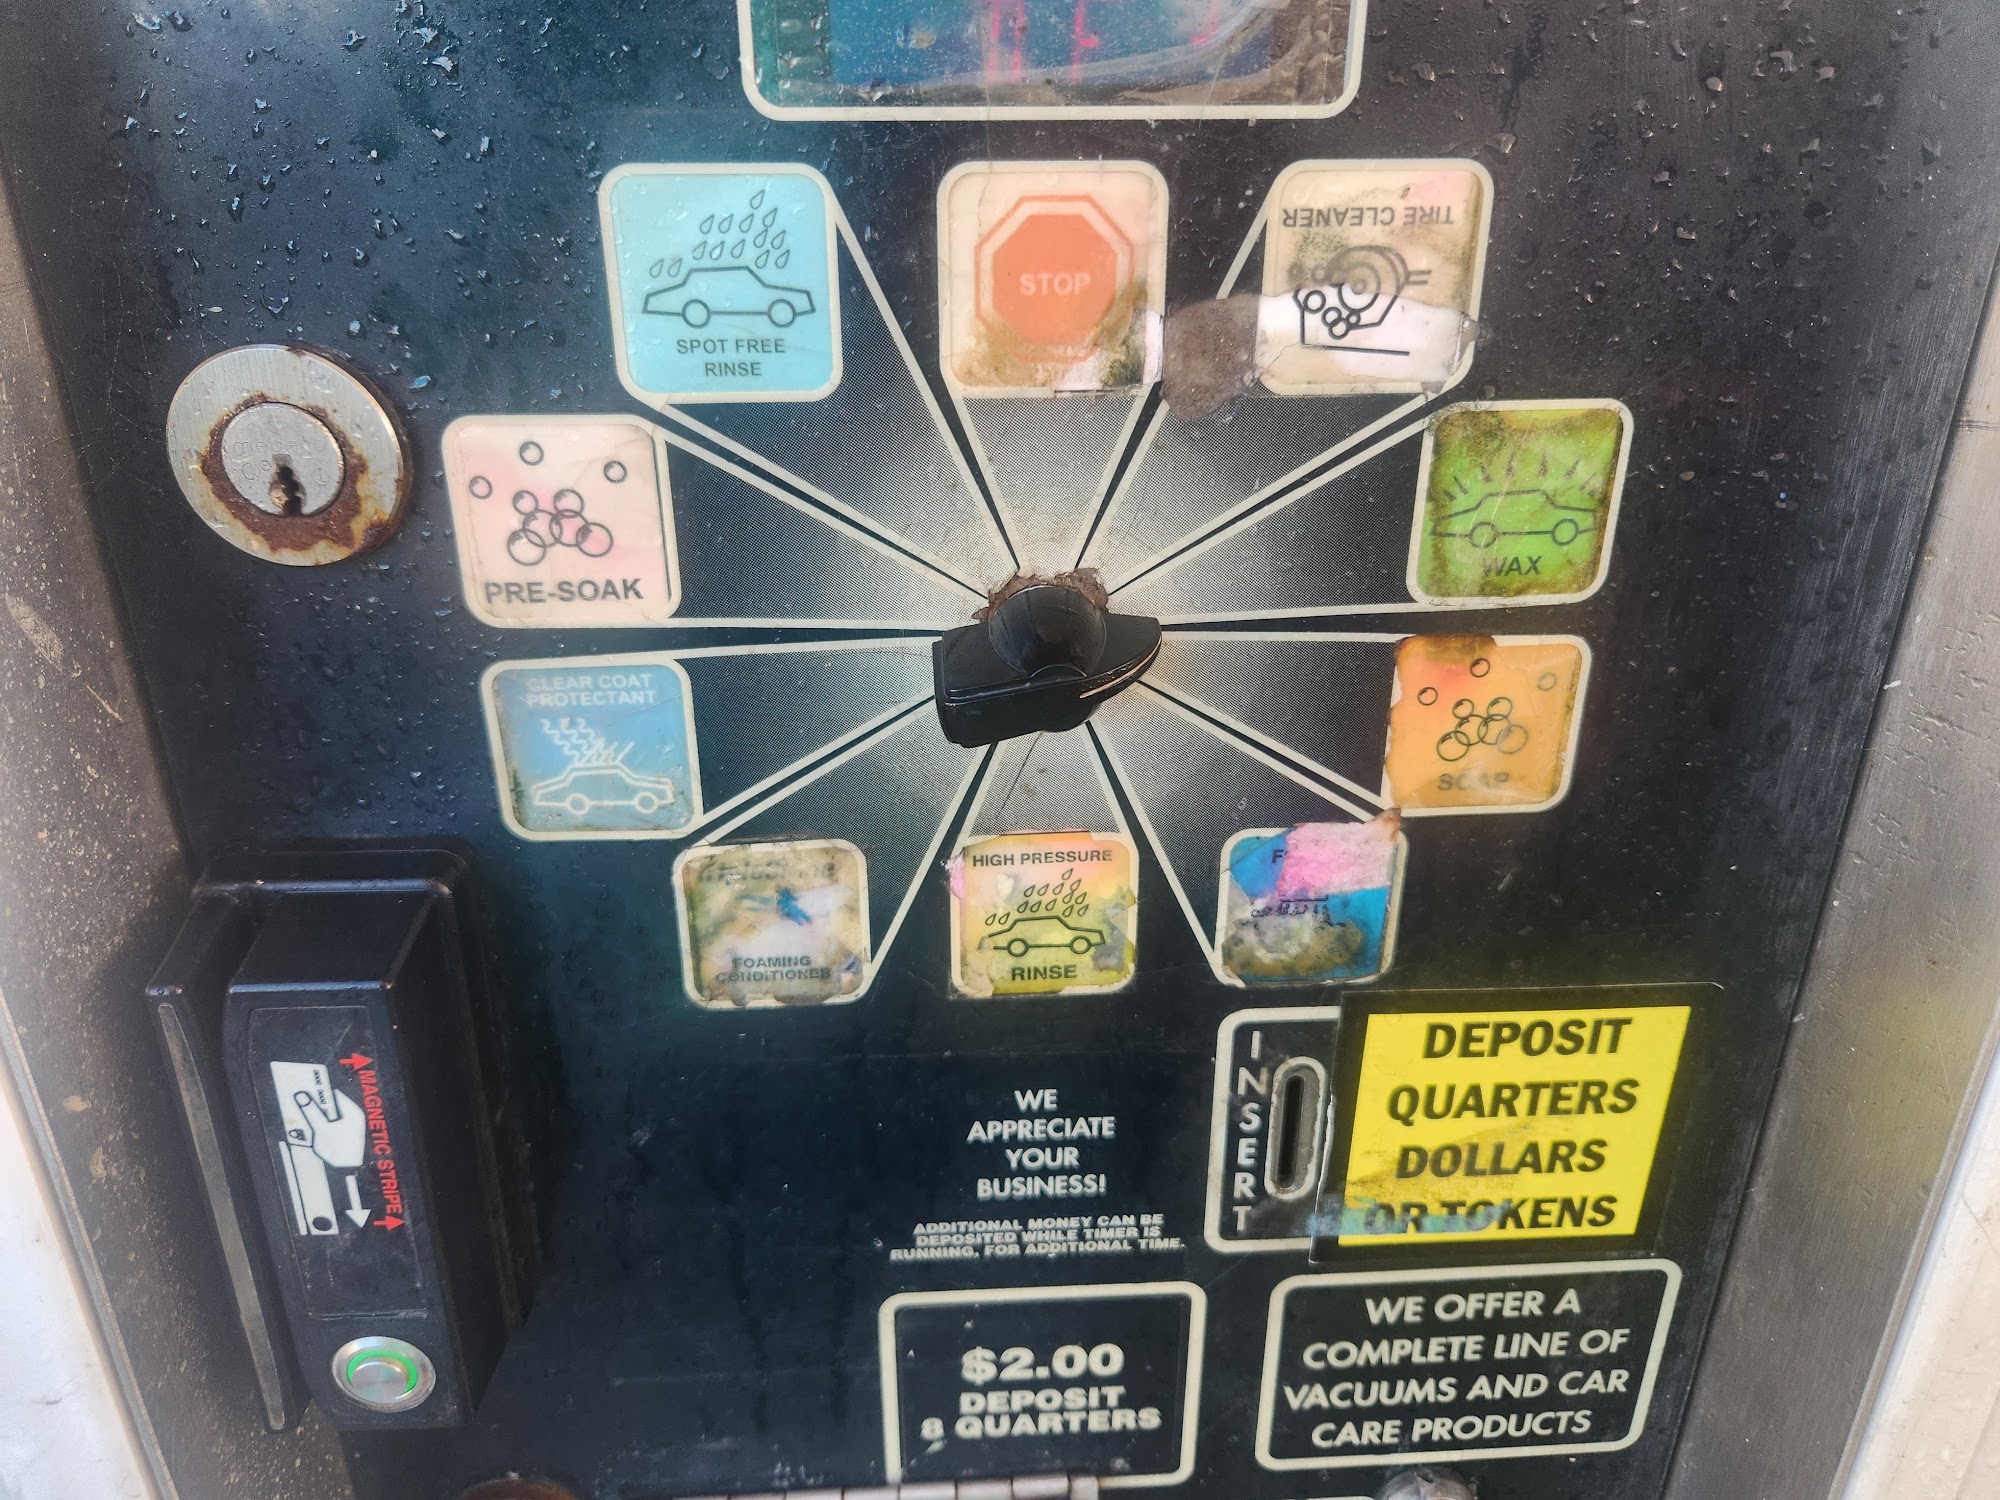 SPOT FREE
RINSE
STOP
TIRE CLEANER
PRE-SOAK
WAX
CLEAR COAT
PROTECTANT
SOAP
FOAMING
CONDITIONER
HIGH PRESSURE
RINSE
MAGNETIC STRIPE
WE
APPRECIATE
YOUR
BUSINESS!
ADDITIONAL MONEY CAN BE
DEPOSITED WHILE TIMER IS
RUNNING, FOR ADDITIONAL TIME.
INSERT
DEPOSIT
QUARTERS
DOLLARS
OR TOKENS
$2.00
DEPOSIT
8 QUARTERS
WE OFFER A
COMPLETE LINE OF
VACUUMS AND CAR
CARE PRODUCTS